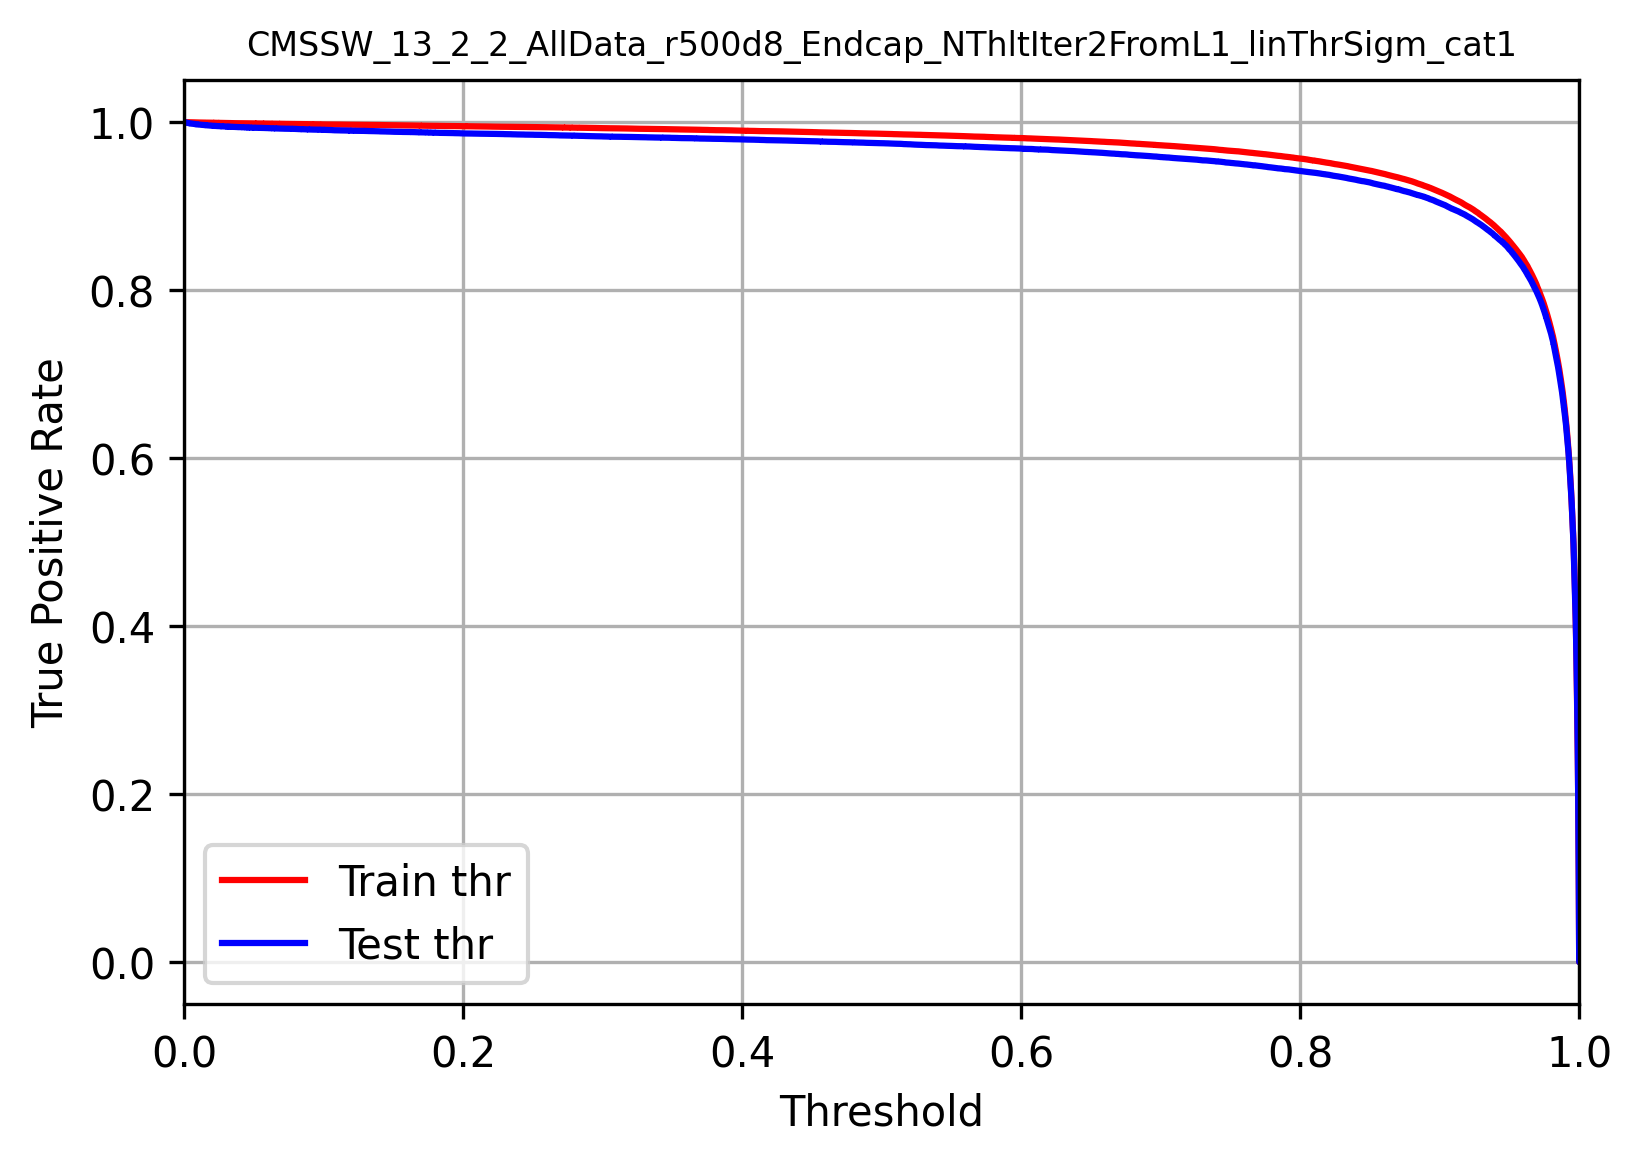 CMSSW_13_2_2_AllData_r500d8_Endcap_NThltIter2FromL1_linThrSigm_cat1
True Positive Rate
1.0
0.8
0.6
0.4
0.2
0.0
Train thr
Test thr
0.0 0.2 0.4 0.6 0.8 1.0
Threshold